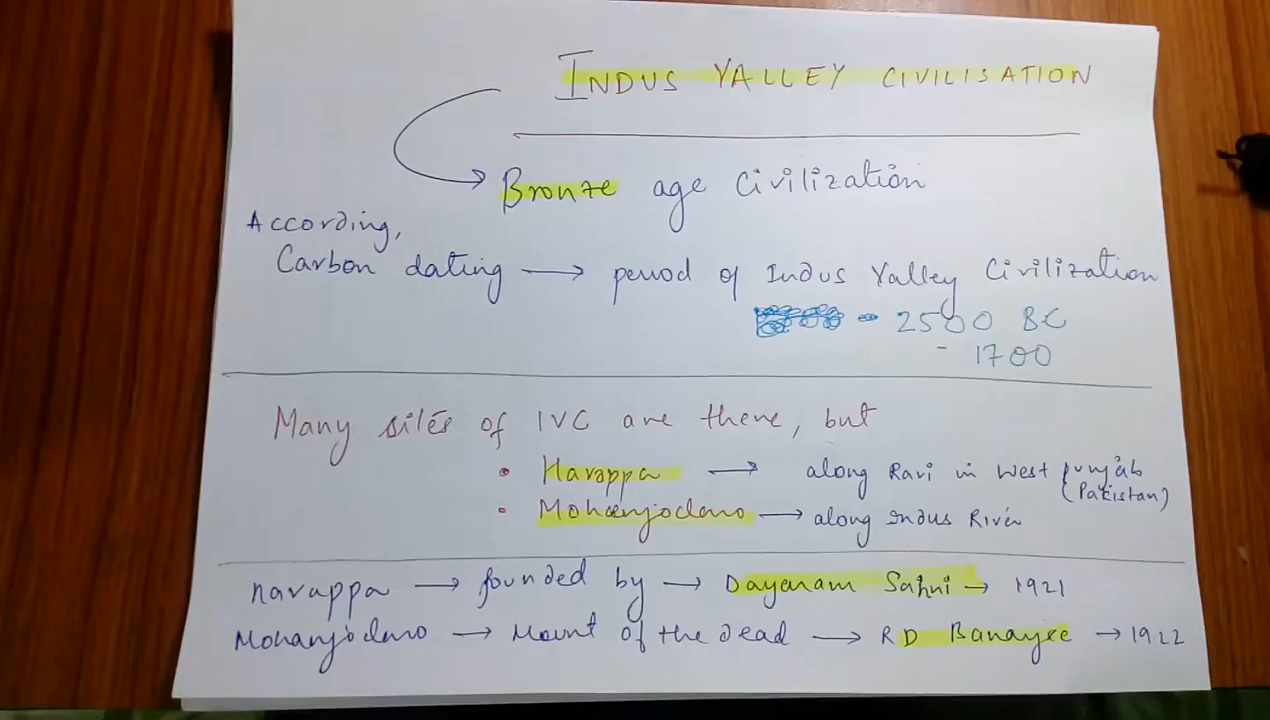 INDUS VALLEY CIVILISATION
Bronze age Civilization
According,
Carbon dating → period of Indus Valley Civilization
- 2500 BC
- 1700
Many sites of IVC are there, but
• Harappa → along Ravi in West Punjab
(Pakistan)
• Mohanjodaro → along Indus River
Harappa → founded by → Dayaram Sahni → 1921
Mohanjodaro → Mount of the dead → RD Banarjee → 1922